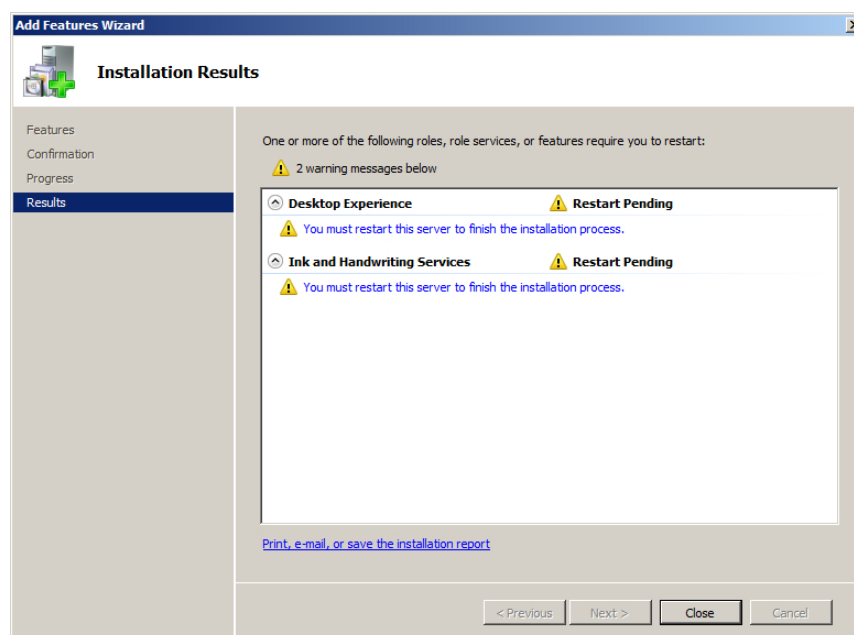 Add Features Wizard
Installation Results
Features
Confirmation
Progress
Results
One or more of the following roles, role services, or features require you to restart:
2 warning messages below
Desktop Experience Restart Pending
You must restart this server to finish the installation process.
Ink and Handwriting Services Restart Pending
You must restart this server to finish the installation process.
Print, e-mail, or save the installation report
< Previous Next > Close Cancel